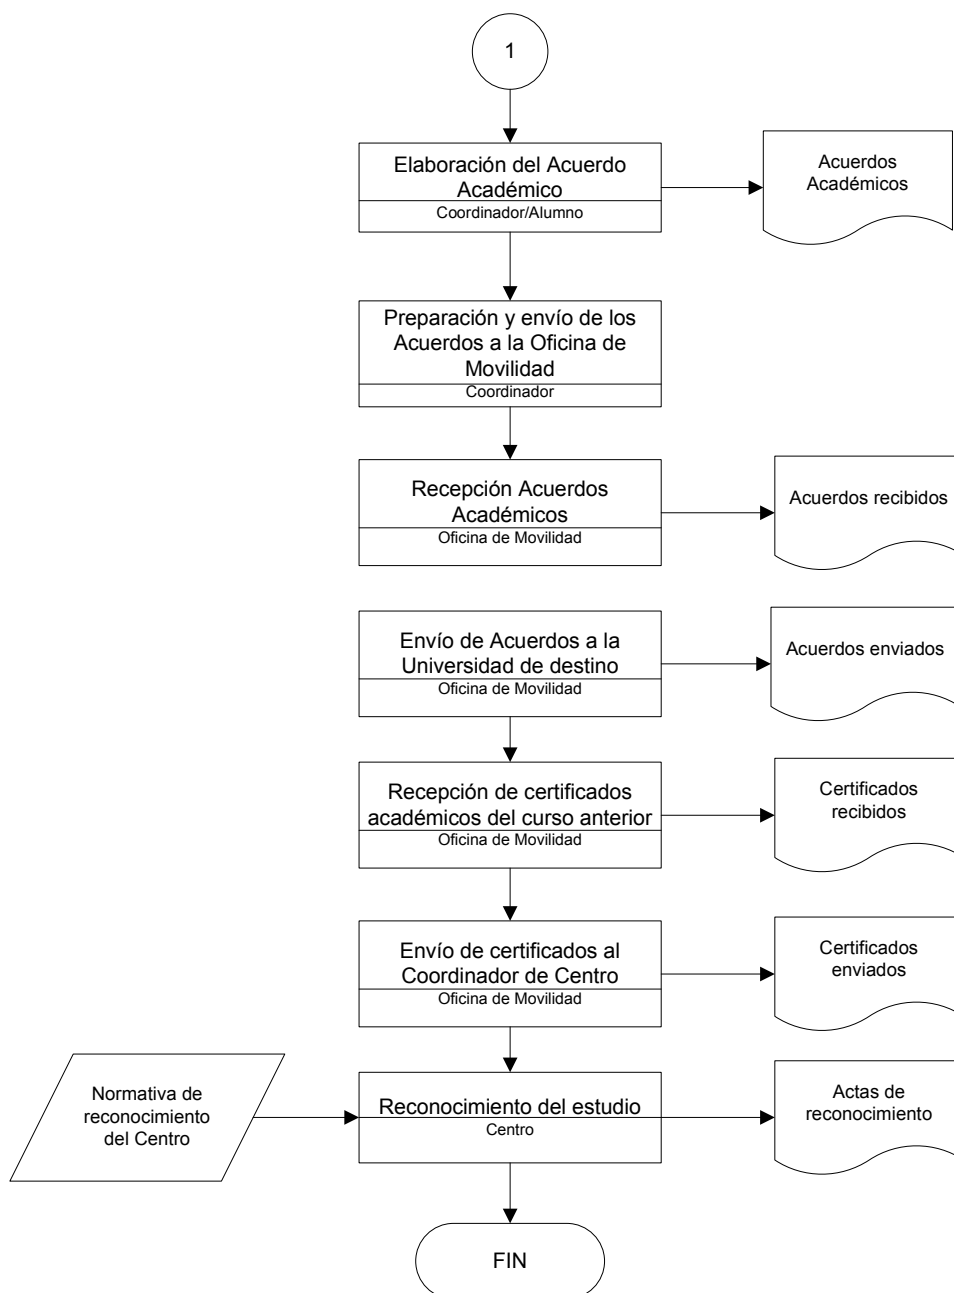 1
Elaboración del Acuerdo
Académico
Coordinador/Alumno
Acuerdos
Académicos
Preparación y envío de los
Acuerdos a la Oficina de
Movilidad
Coordinador
Recepción Acuerdos
Académicos
Oficina de Movilidad
Acuerdos recibidos
Envío de Acuerdos a la
Universidad de destino
Oficina de Movilidad
Acuerdos enviados
Recepción de certificados
académicos del curso anterior
Oficina de Movilidad
Certificados
recibidos
Envío de certificados al
Coordinador de Centro
Oficina de Movilidad
Certificados
enviados
Normativa de
reconocimiento
del Centro
Reconocimiento del estudio
Centro
Actas de
reconocimiento
FIN